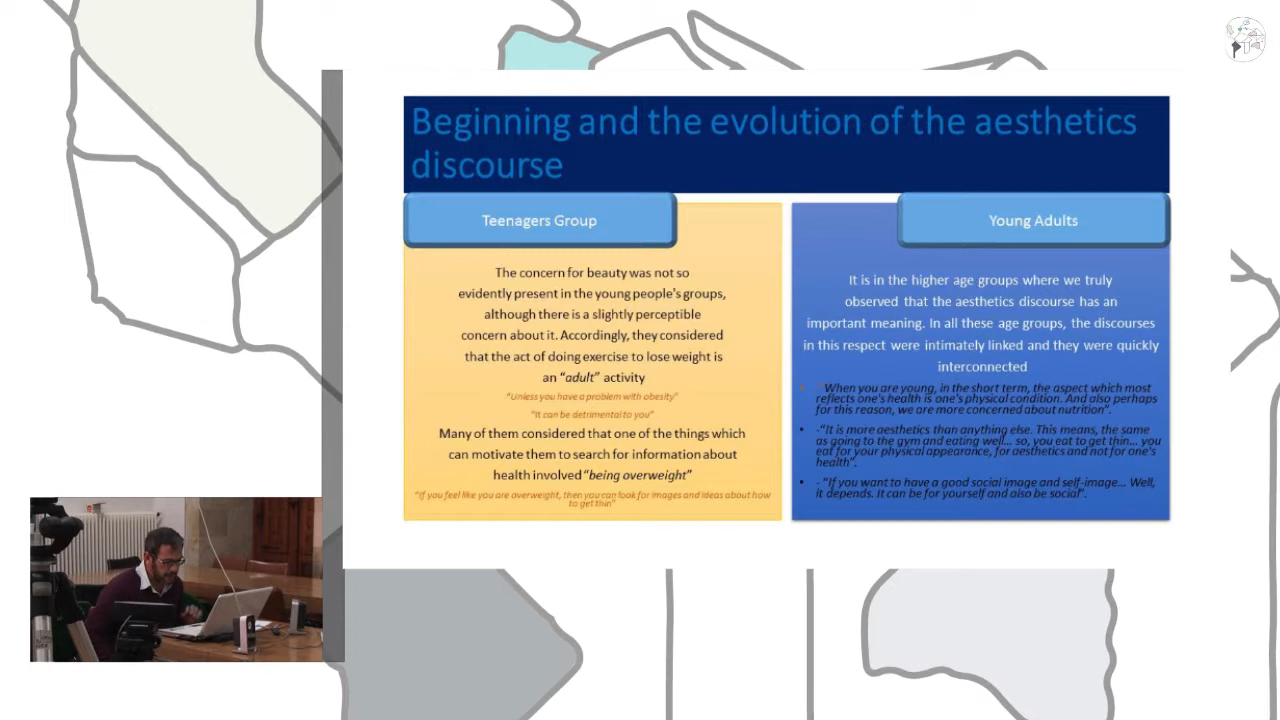 Beginning and the evolution of the aesthetics
discourse
Teenagers Group
The concern for beauty was not so
evidently present in the young people's groups,
although there is a slightly perceptible
concern about it. Accordingly, they considered
that the act of doing exercise to lose weight is
an “adult” activity
“Unless you have a problem with obesity”
“It can be detrimental to you”
Many of them considered that one of the things which
can motivate them to search for information about
health involved “being overweight”
“If you feel like you are overweight, then you can look for images and ideas about how
to get thin”
Young Adults
It is in the higher age groups where we truly
observed that the aesthetics discourse has an
important meaning. In all these age groups, the discourses
in this respect were intimately linked and they were quickly
interconnected
• “When you are young, in the short term, the aspect which most
reflects one's health is one's physical condition. And also perhaps
for this reason, we are more concerned about nutrition”.
• -“It is more aesthetics than anything else. This means, the same
as going to the gym and eating well... so, you eat to get thin... you
eat for your physical appearance, for aesthetics and not for one's
health”.
• - “If you want to have a good social image and self-image... Well,
it depends. It can be for yourself and also be social”.